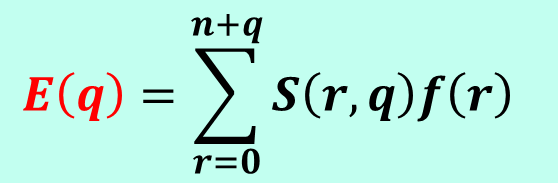 n+q
E(q) = ∑ S(r,q)f(r)
r=0